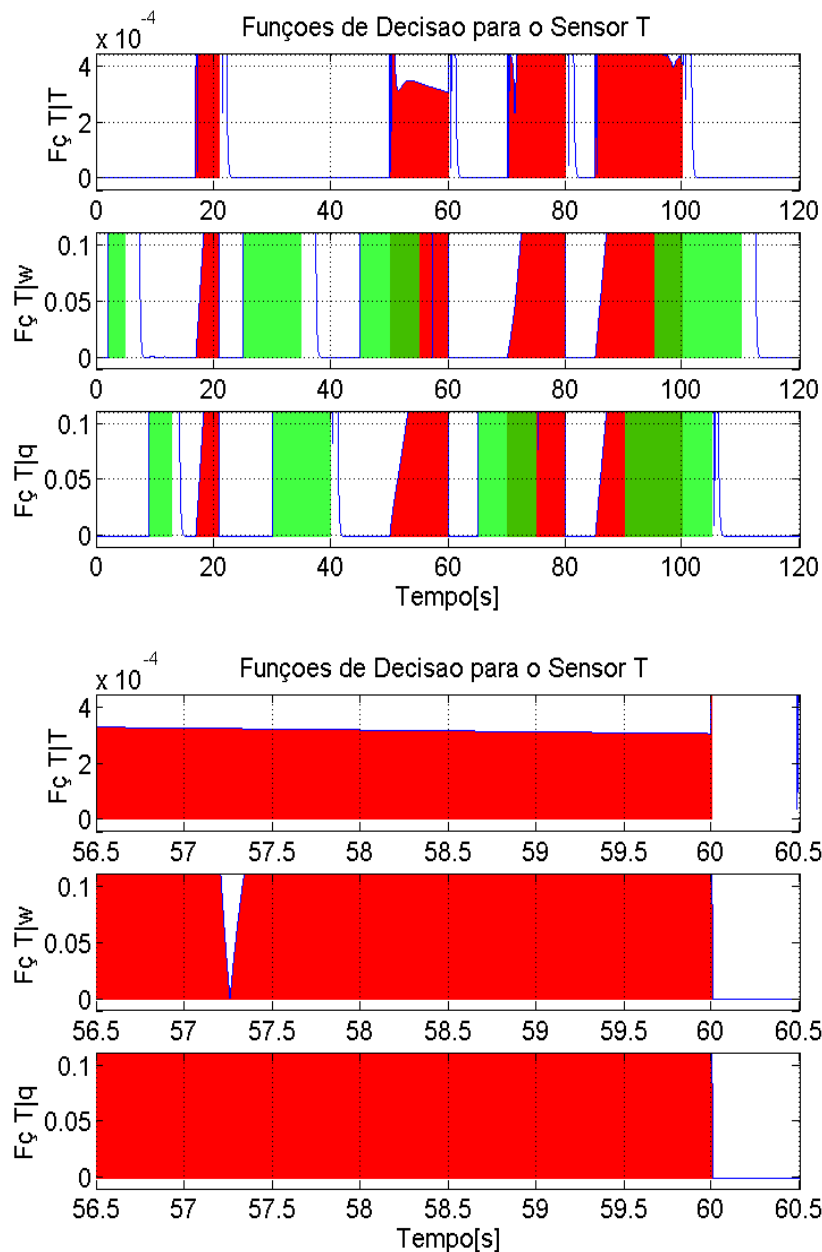 Funçoes de Decisao para o Sensor T
x 10^-4
Fç T|T
4
2
0
0 20 40 60 80 100 120
Fç T|w
0.1
0.05
0
0 20 40 60 80 100 120
Fç T|q
0.1
0.05
0
0 20 40 60 80 100 120
Tempo[s]
Funçoes de Decisao para o Sensor T
x 10^-4
Fç T|T
4
2
0
56.5 57 57.5 58 58.5 59 59.5 60 60.5
Fç T|w
0.1
0.05
0
56.5 57 57.5 58 58.5 59 59.5 60 60.5
Fç T|q
0.1
0.05
0
56.5 57 57.5 58 58.5 59 59.5 60 60.5
Tempo[s]